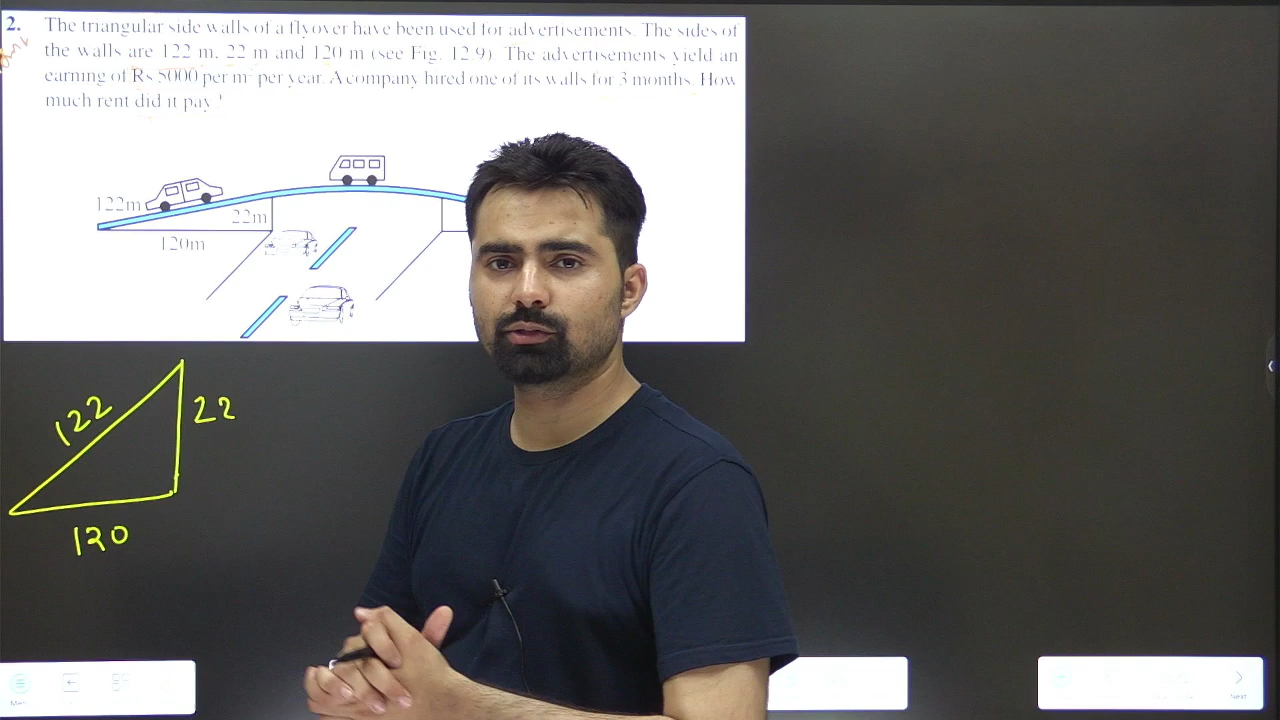 2. The triangular side walls of a flyover have been used for advertisements. The sides of
the walls are 122 m, 22 m and 120 m (see Fig. 12.9). The advertisements yield an
earning of Rs 5000 per m² per year. A company hired one of its walls for 3 months. How
much rent did it pay?
122m
22m
120m
122
22
120
Next